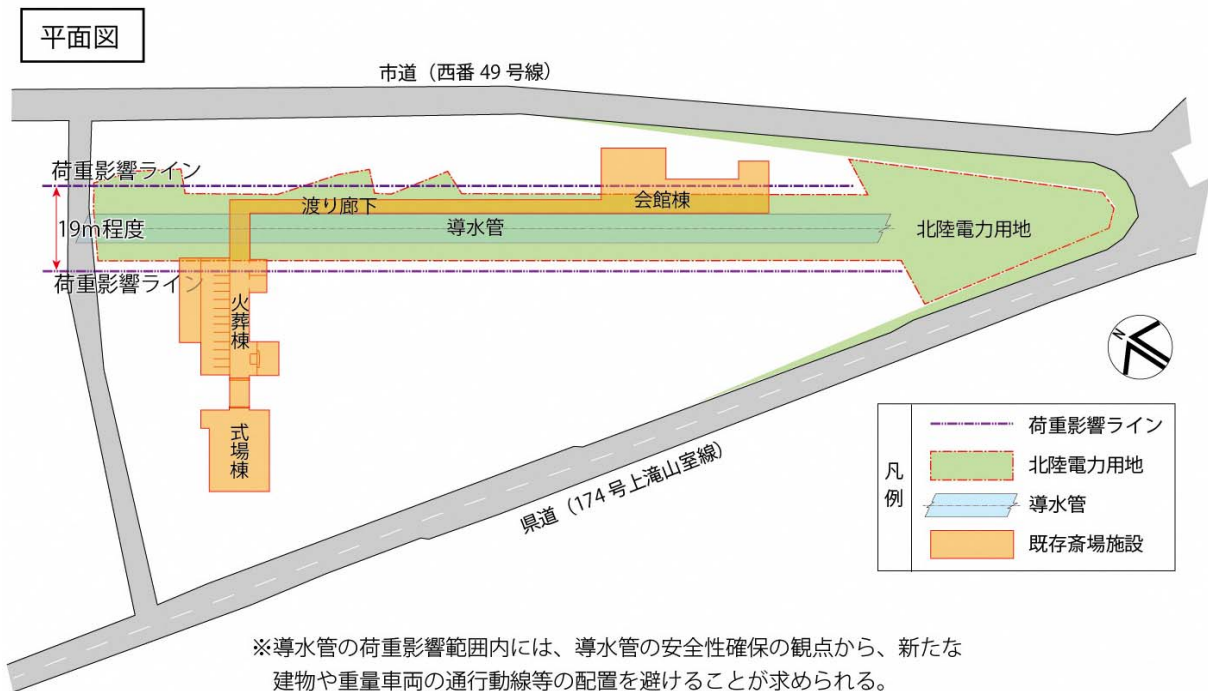 平面図
市道（西番 49 号線）
荷重影響ライン
渡り廊下
会館棟
19m程度
導水管
北陸電力用地
荷重影響ライン
火葬棟
式場棟
県道（174 号上滝山室線）
N
凡例
荷重影響ライン
北陸電力用地
導水管
既存斎場施設
※導水管の荷重影響範囲内には、導水管の安全性確保の観点から、新たな
建物や重量車両の通行動線等の配置を避けることが求められる。